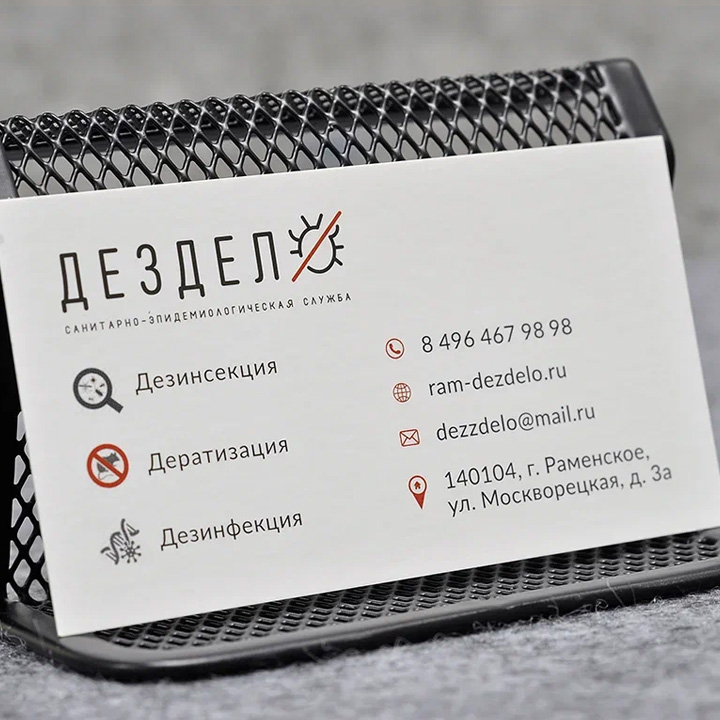 ДЕЗДЕЛО
САНИТАРНО-ЭПИДЕМИОЛОГИЧЕСКАЯ СЛУЖБА
Дезинсекция
Дератизация
Дезинфекция
8 496 467 98 98
ram-dezdelo.ru
dezzdelo@mail.ru
140104, г. Раменское,
ул. Москворецкая, д. 3а